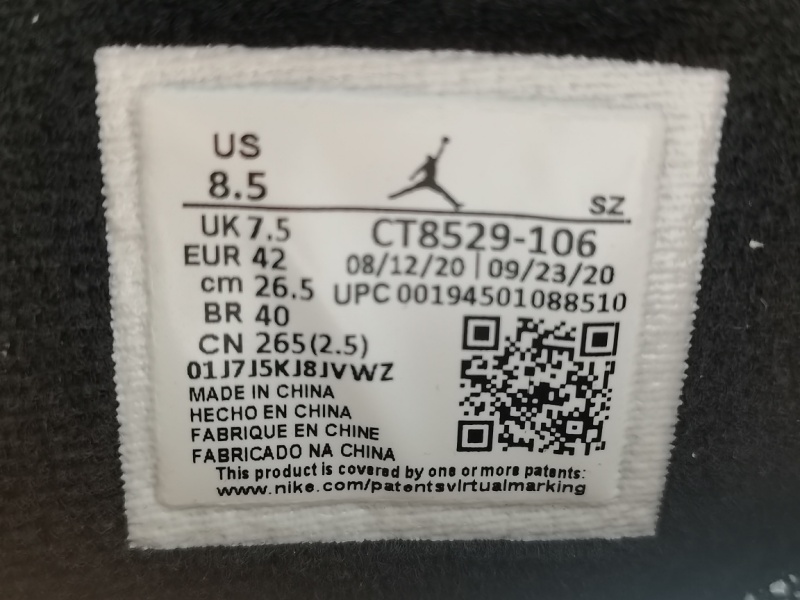 US
8.5
SZ
UK 7.5
EUR 42
cm 26.5
BR 40
CN 265(2.5)
CT8529-106
08/12/20 | 09/23/20
UPC 00194501088510
01J7J5KJ8JVWZ
MADE IN CHINA
HECHO EN CHINA
FABRIQUE EN CHINE
FABRICADO NA CHINA
This product is covered by one or more patents:
www.nike.com/patentsvirtualmarking